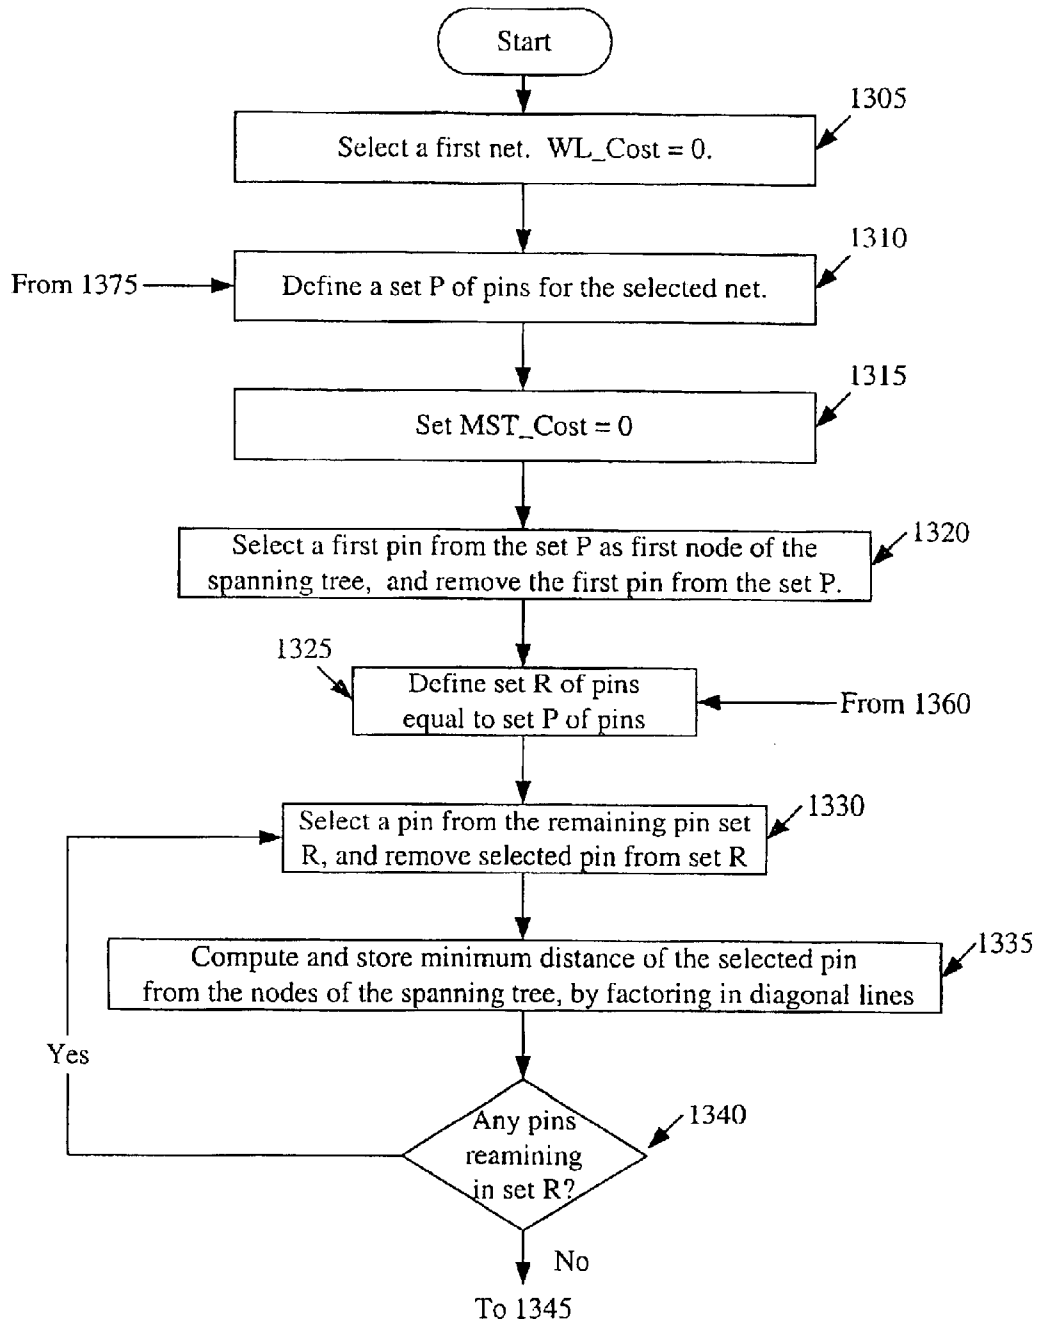 Start
1305
Select a first net. WL_Cost = 0.
1310
From 1375
Define a set P of pins for the selected net.
1315
Set MST_Cost = 0
1320
Select a first pin from the set P as first node of the
spanning tree, and remove the first pin from the set P.
1325
Define set R of pins
equal to set P of pins
From 1360
1330
Select a pin from the remaining pin set
R, and remove selected pin from set R
1335
Compute and store minimum distance of the selected pin
from the nodes of the spanning tree, by factoring in diagonal lines
Yes
1340
Any pins
reamining
in set R?
No
To 1345